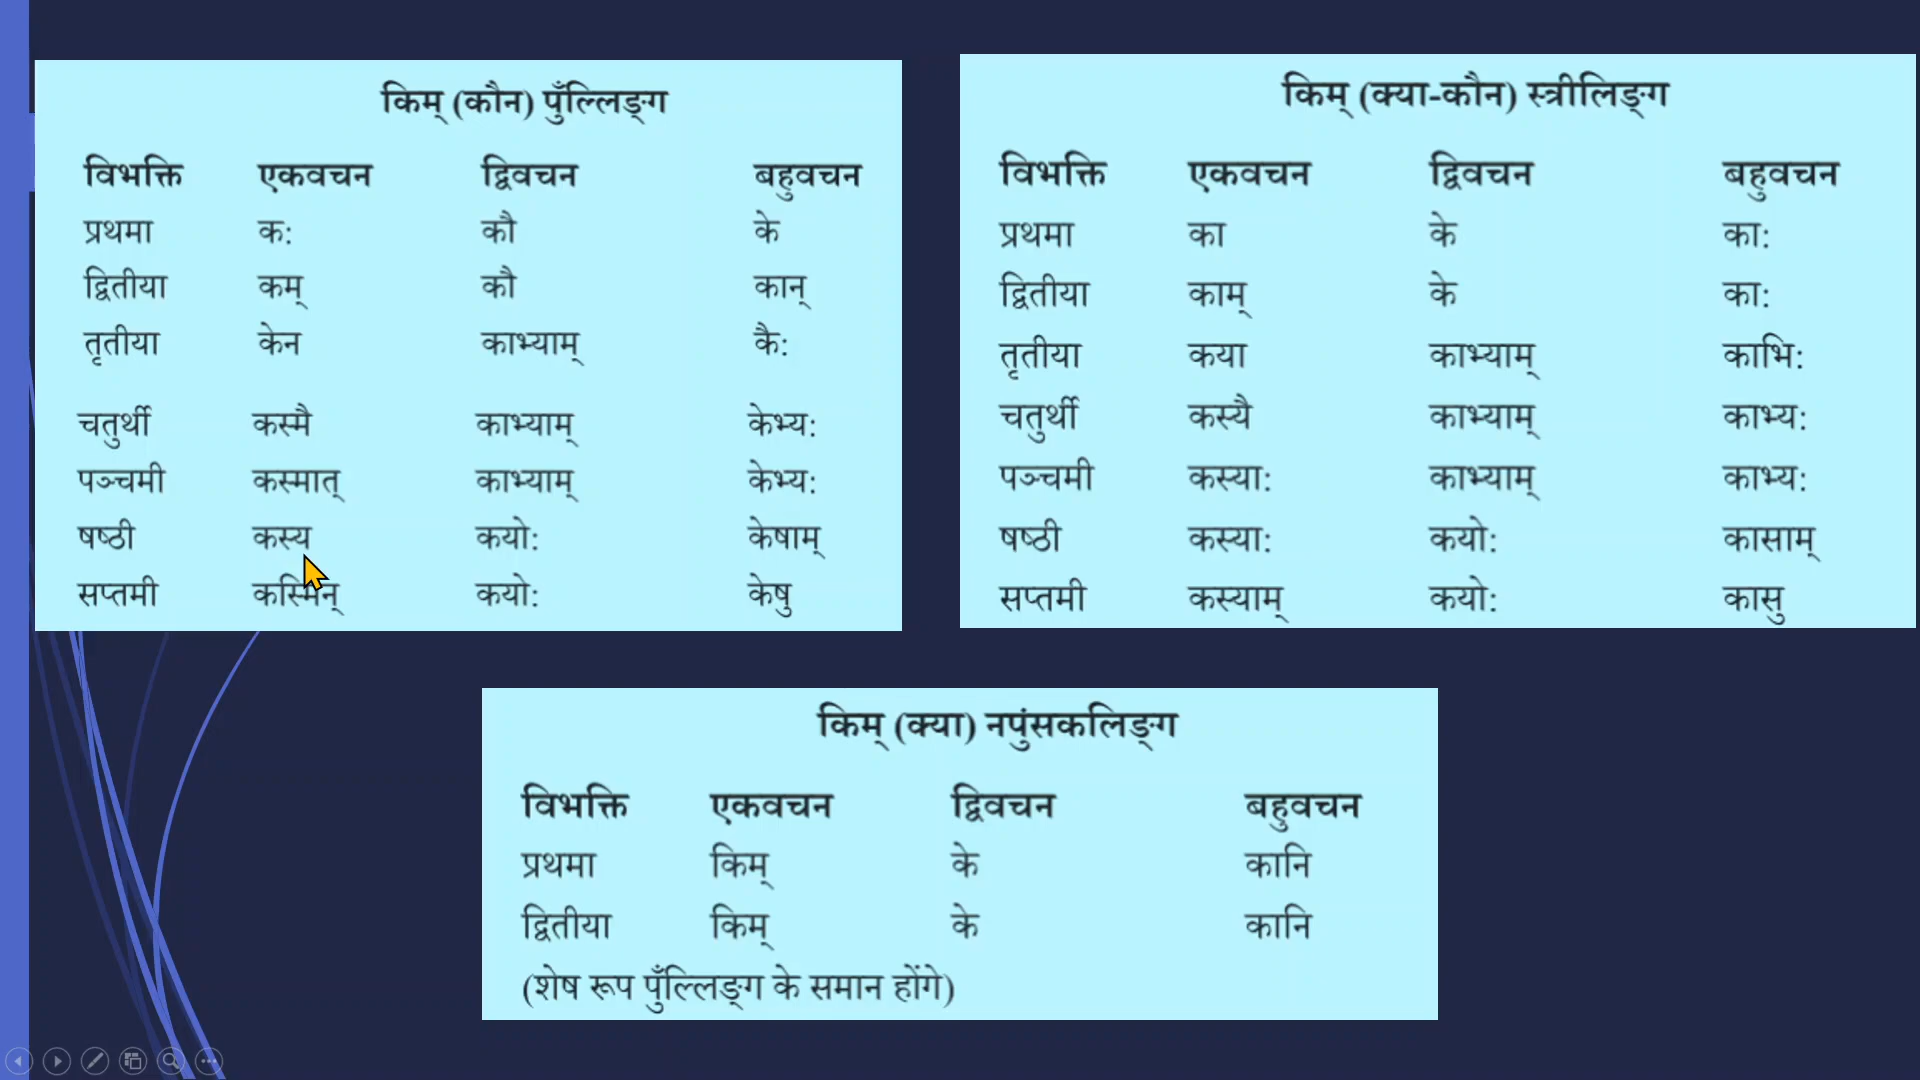 किम् (कौन) पुँल्लिङ्ग
विभक्ति एकवचन द्विवचन बहुवचन
प्रथमा क: कौ के
द्वितीया कम् कौ कान्
तृतीया केन काभ्याम् कै:
चतुर्थी कस्मै काभ्याम् केभ्य:
पञ्चमी कस्मात् काभ्याम् केभ्य:
षष्ठी कस्य कयो: केषाम्
सप्तमी कस्मिन् कयो: केषु
किम् (क्या-कौन) स्त्रीलिङ्ग
विभक्ति एकवचन द्विवचन बहुवचन
प्रथमा का के का:
द्वितीया काम् के का:
तृतीया कया काभ्याम् काभि:
चतुर्थी कस्यै काभ्याम् काभ्य:
पञ्चमी कस्या: काभ्याम् काभ्य:
षष्ठी कस्या: कयो: कासाम्
सप्तमी कस्याम् कयो: कासु
किम् (क्या) नपुंसकलिङ्ग
विभक्ति एकवचन द्विवचन बहुवचन
प्रथमा किम् के कानि
द्वितीया किम् के कानि
(शेष रूप पुँल्लिङ्ग के समान होंगे)